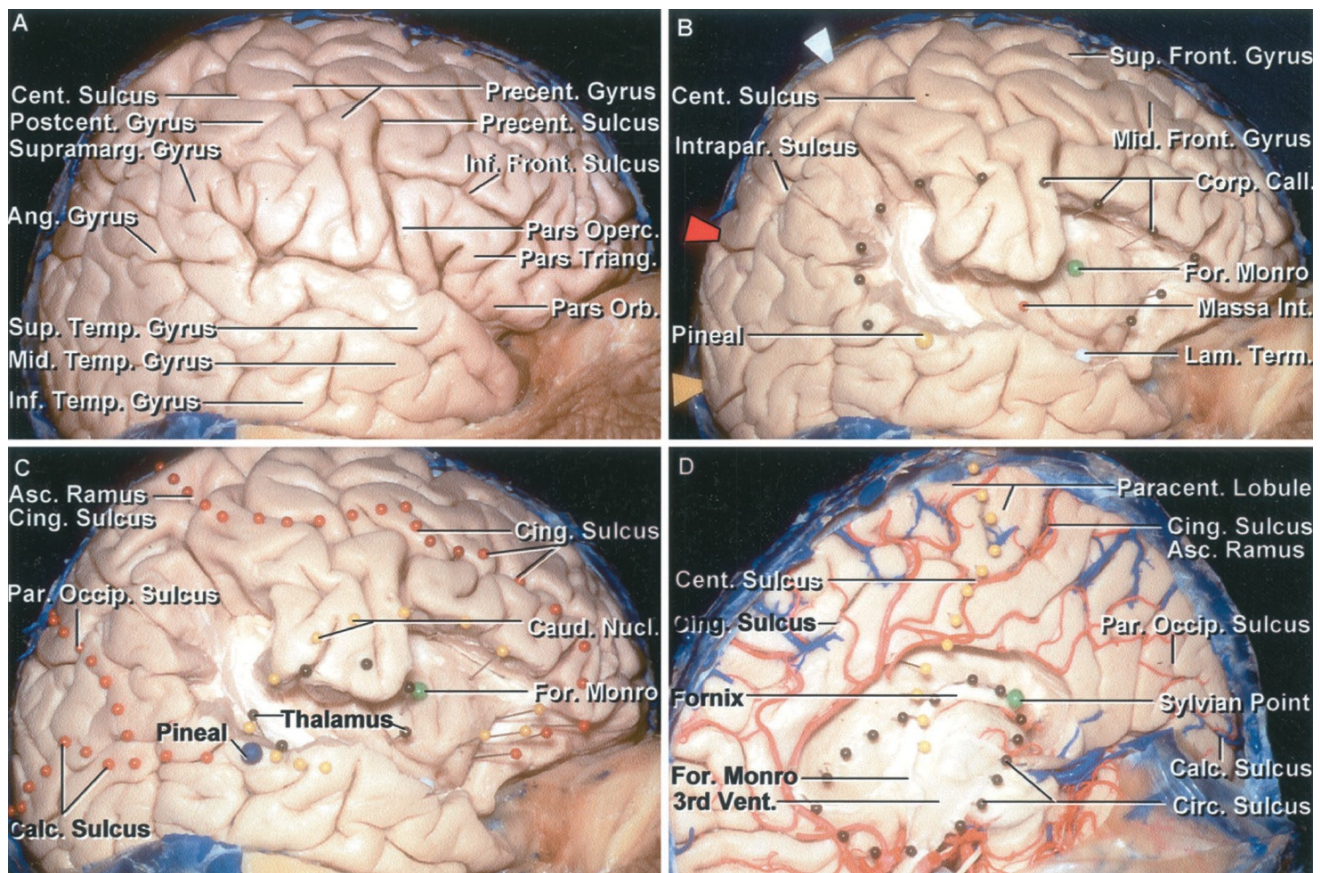 A
Cent. Sulcus
Postcent. Gyrus
Supramarg. Gyrus
Ang. Gyrus
Sup. Temp. Gyrus
Mid. Temp. Gyrus
Inf. Temp. Gyrus
Precent. Gyrus
Precent. Sulcus
Inf. Front. Sulcus
Pars Operc.
Pars Triang.
Pars Orb.
B
Cent. Sulcus
Intrapar. Sulcus
Pineal
Sup. Front. Gyrus
Mid. Front. Gyrus
Corp. Call.
For. Monro
Massa Int.
Lam. Term.
C
Asc. Ramus
Cing. Sulcus
Par. Occip. Sulcus
Pineal
Calc. Sulcus
Thalamus
Cing. Sulcus
Caud. Nucl.
For. Monro
D
Cent. Sulcus
Cing. Sulcus
Fornix
For. Monro
3rd Vent.
Paracent. Lobule
Cing. Sulcus
Asc. Ramus
Par. Occip. Sulcus
Sylvian Point
Calc. Sulcus
Circ. Sulcus